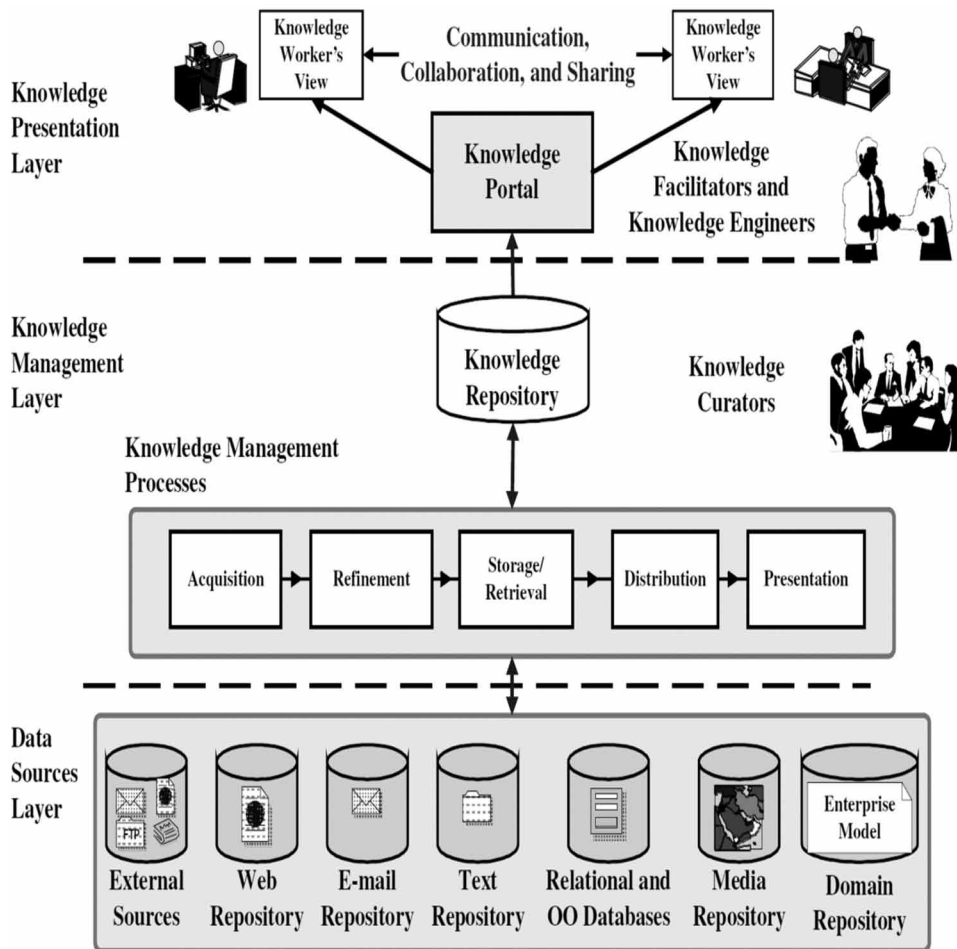 Knowledge
Worker's
View
Communication,
Collaboration, and Sharing
Knowledge
Worker's
View
Knowledge
Presentation
Layer
Knowledge
Portal
Knowledge
Facilitators and
Knowledge Engineers
Knowledge
Management
Layer
Knowledge
Repository
Knowledge
Curators
Knowledge Management
Processes
Acquisition
Refinement
Storage/
Retrieval
Distribution
Presentation
Data
Sources
Layer
FTP
Enterprise
Model
External
Sources
Web
Repository
E-mail
Repository
Text
Repository
Relational and
OO Databases
Media
Repository
Domain
Repository